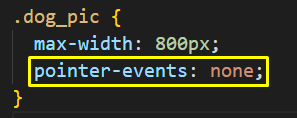 .dog_pic {
max-width: 800px;
pointer-events: none;
}